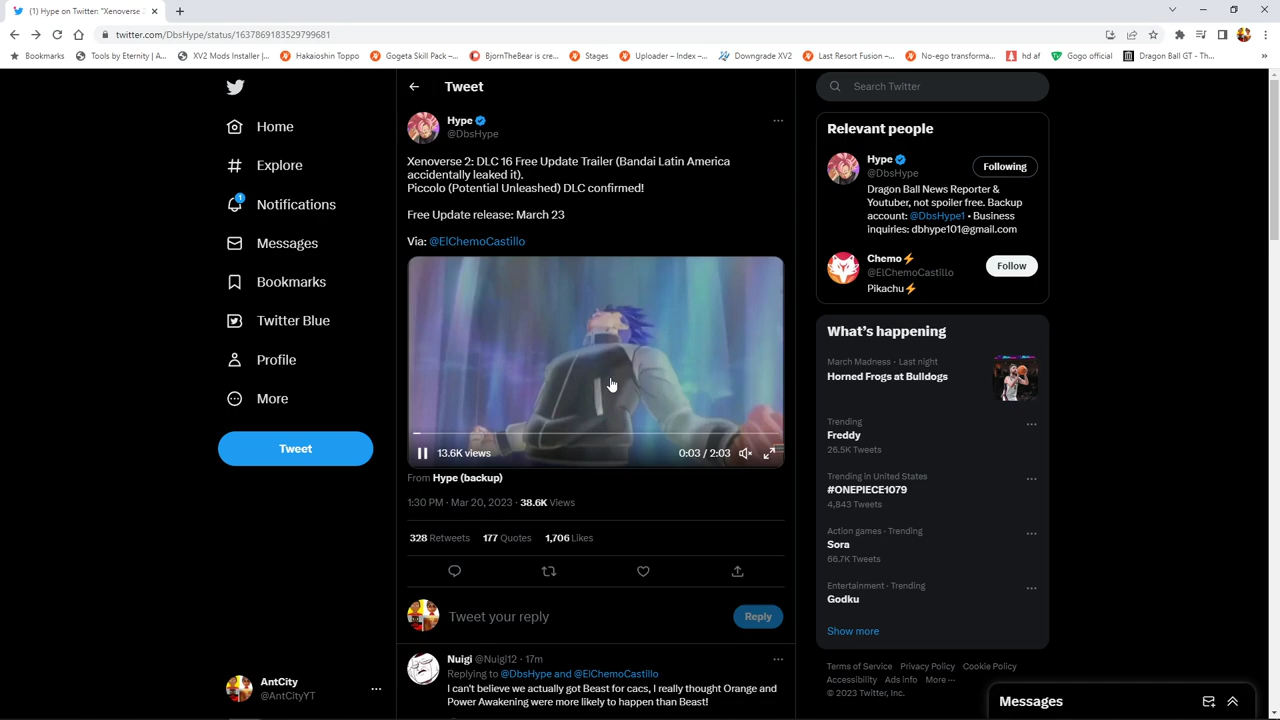 (1) Hype on Twitter: "Xenoverse
twitter.com/DbsHype/status/1637869183529799681
Bookmarks
Tools by Eternity | A...
XV2 Mods Installer |...
Hakaioshin Toppo
Gogeta Skill Pack –...
BjornTheBear is cre...
Stages
Uploader – Index –...
Downgrade XV2
Last Resort Fusion –...
No-ego transforma...
hd af
Gogo official
Dragon Ball GT - Th...
»
Home
Explore
1
Notifications
Messages
Bookmarks
Twitter Blue
Profile
More
Tweet
AntCity
@AntCityYT
Tweet
Hype
@DbsHype
Xenoverse 2: DLC 16 Free Update Trailer (Bandai Latin America
accidentally leaked it).
Piccolo (Potential Unleashed) DLC confirmed!
Free Update release: March 23
Via: @ElChemoCastillo
13.6K views
0:03 / 2:03
From Hype (backup)
1:30 PM · Mar 20, 2023 · 38.6K Views
328 Retweets 177 Quotes 1,706 Likes
Tweet your reply
Reply
Nuigi @Nuigi12 · 17m
Replying to @DbsHype and @ElChemoCastillo
I can't believe we actually got Beast for cacs, I really thought Orange and
Power Awakening were more likely to happen than Beast!
Search Twitter
Relevant people
Hype
@DbsHype
Following
Dragon Ball News Reporter &
Youtuber, not spoiler free. Backup
account: @DbsHype1 • Business
inquiries: dbhype101@gmail.com
Chemo⚡
@ElChemoCastillo
Follow
Pikachu⚡
What's happening
March Madness · Last night
Horned Frogs at Bulldogs
Trending
Freddy
26.5K Tweets
Trending in United States
#ONEPIECE1079
4,843 Tweets
Action games · Trending
Sora
66.7K Tweets
Entertainment · Trending
Godku
Show more
Terms of Service Privacy Policy Cookie Policy
Accessibility Ads info More ···
© 2023 Twitter, Inc.
Messages